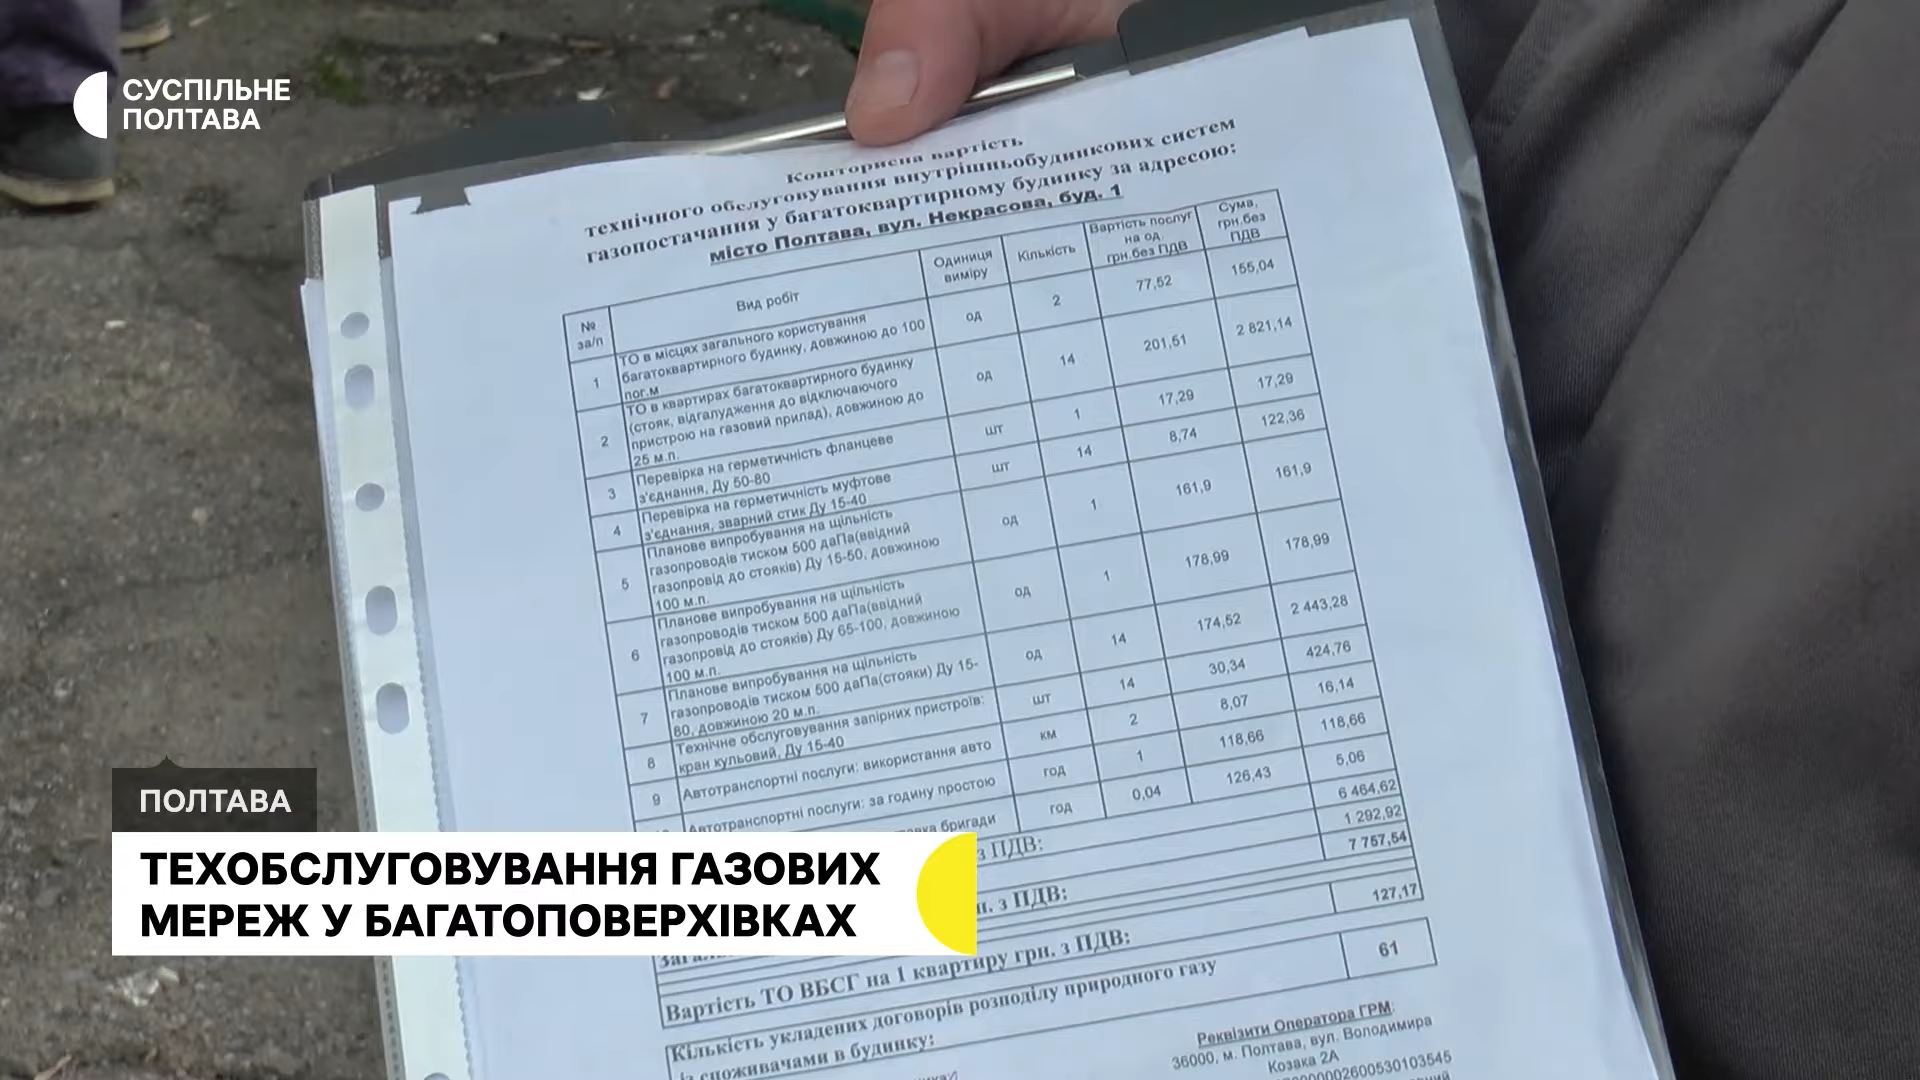 СУСПІЛЬНЕ
ПОЛТАВА
Кошторисна вартість
технічного обслуговування внутрішньобудинкових систем
газопостачання у багатоквартирному будинку за адресою:
місто Полтава, вул. Некрасова, буд. 1
№ за/п Вид робіт Одиниця виміру Кількість Вартість послуг на од, грн.без ПДВ Сума, грн.без ПДВ
1 ТО в місцях загального користування багатоквартирного будинку, довжиною до 100 пог.м од 2 77,52 155,04
2 ТО в квартирах багатоквартирного будинку (стояк, відгалудження до відключаючого пристрою на газовий прилад), довжиною до 25 м.п. од 14 201,51 2 821,14
3 Перевірка на герметичність фланцеве з'єднання, Ду 50-80 шт 1 17,29 17,29
4 Перевірка на герметичність муфтове з'єднання, зварний стик Ду 15-40 шт 14 8,74 122,36
5 Планове випробування на щільність газопроводів тиском 500 даПа(ввідний газопровід до стояків) Ду 15-50, довжиною 100 м.п. од 1 161,9 161,9
6 Планове випробування на щільність газопроводів тиском 500 даПа(ввідний газопровід до стояків) Ду 65-100, довжиною 100 м.п. од 1 178,99 178,99
7 Планове випробування на щільність газопроводів тиском 500 даПа(стояки) Ду 15-80, довжиною 20 м.п. од 14 174,52 2 443,28
8 Технічне обслуговування запірних пристроїв: кран кульовий, Ду 15-40 шт 14 30,34 424,76
9 Автотранспортні послуги: використання авто км 2 8,07 16,14
Автотранспортні послуги: за годину простою год 1 118,66 118,66
бригади год 0,04 126,43 5,06
6 464,62
з ПДВ: 1 292,92
7 757,54
з ПДВ:
Вартість ТО ВБСГ на 1 квартиру грн. з ПДВ: 127,17
Кількість укладених договорів розподілу природного газу
із споживачами в будинку: 61
Реквізити Оператора ГРМ:
36000, м. Полтава, вул. Володимира
Козака 2А
ПОЛТАВА
ТЕХОБСЛУГОВУВАННЯ ГАЗОВИХ
МЕРЕЖ У БАГАТОПОВЕРХІВКАХ